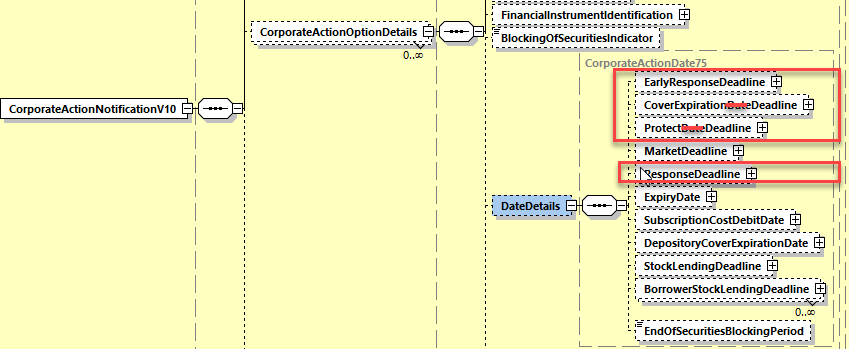 FinancialInstrumentIdentification
CorporateActionOptionDetails
BlockingOfSecuritiesIndicator
0..∞
CorporateActionDate75
EarlyResponseDeadline
CorporateActionNotificationV10
CoverExpirationDateDeadline
ProtectDateDeadline
MarketDeadline
ResponseDeadline
ExpiryDate
DateDetails
SubscriptionCostDebitDate
DepositoryCoverExpirationDate
StockLendingDeadline
BorrowerStockLendingDeadline
0..∞
EndOfSecuritiesBlockingPeriod